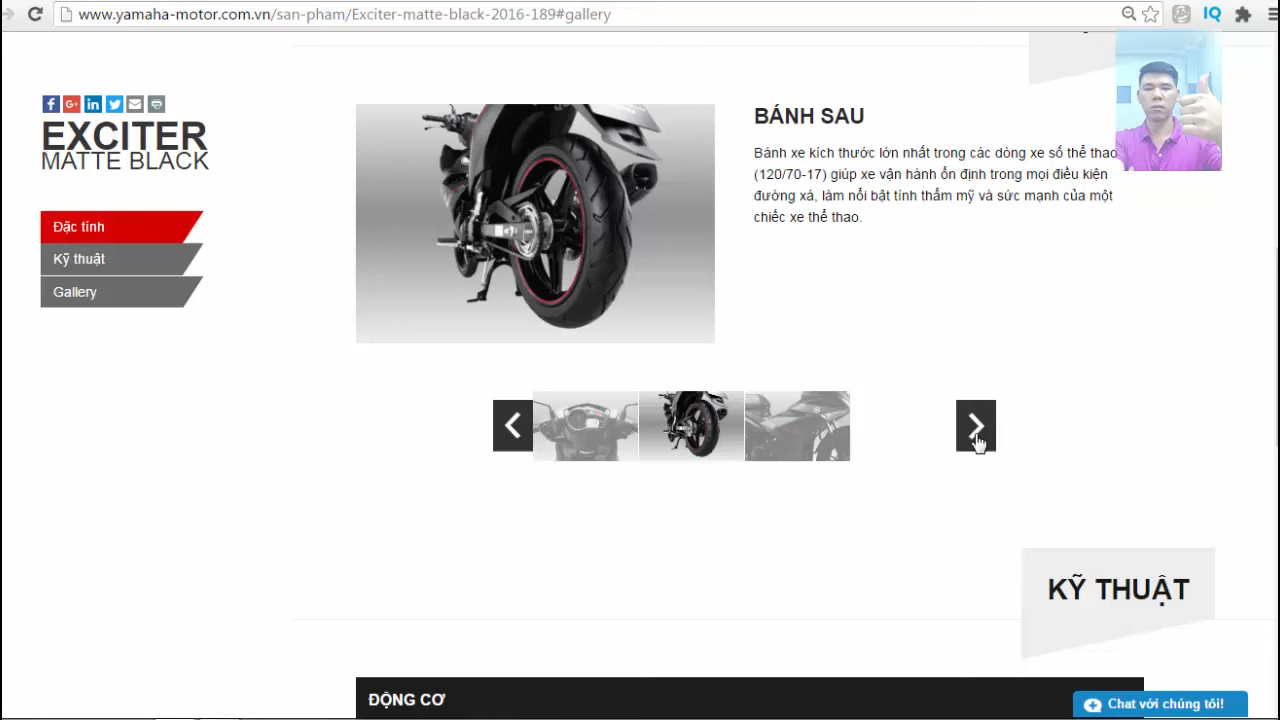 www.yamaha-motor.com.vn/san-pham/Exciter-matte-black-2016-189#gallery
IQ
EXCITER
MATTE BLACK
Đặc tính
Kỹ thuật
Gallery
BÁNH SAU
Bánh xe kích thước lớn nhất trong các dòng xe số thể thao
(120/70-17) giúp xe vận hành ổn định trong mọi điều kiện
đường xá, làm nổi bật tính thẩm mỹ và sức mạnh của một
chiếc xe thể thao.
KỸ THUẬT
ĐỘNG CƠ
Chat với chúng tôi!